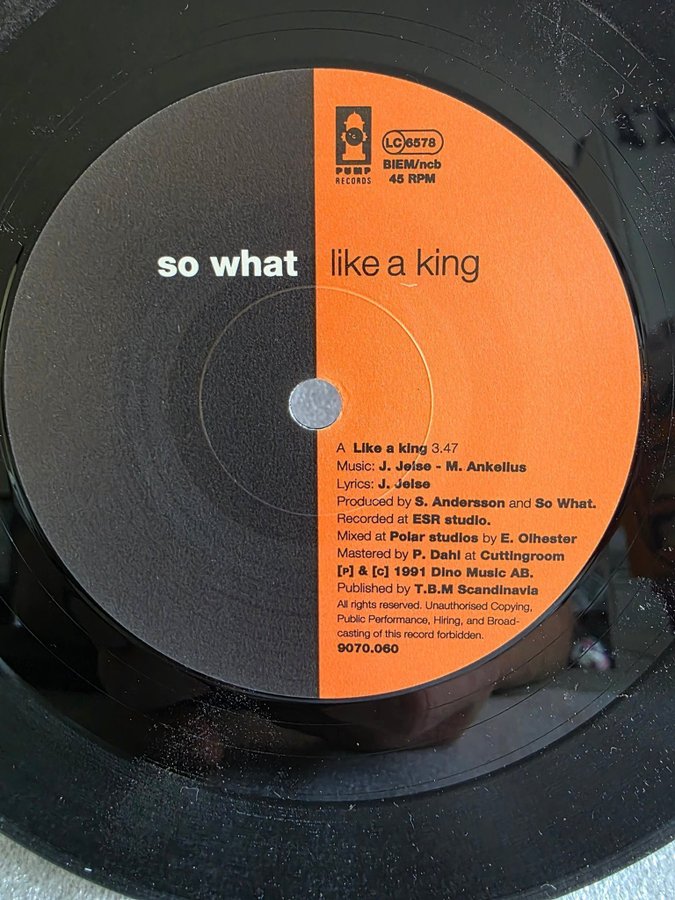 PUMP
RECORDS
LC 6578
BIEM/ncb
45 RPM
so what like a king
A Like a king 3.47
Music: J. Jeise - M. Ankelius
Lyrics: J. Jeise
Produced by S. Andersson and So What.
Recorded at ESR studio.
Mixed at Polar studios by E. Olhester
Mastered by P. Dahl at Cuttingroom
[P] & [C] 1991 Dino Music AB.
Published by T.B.M Scandinavia
All rights reserved. Unauthorised Copying,
Public Performance, Hiring, and Broad-
casting of this record forbidden.
9070.060